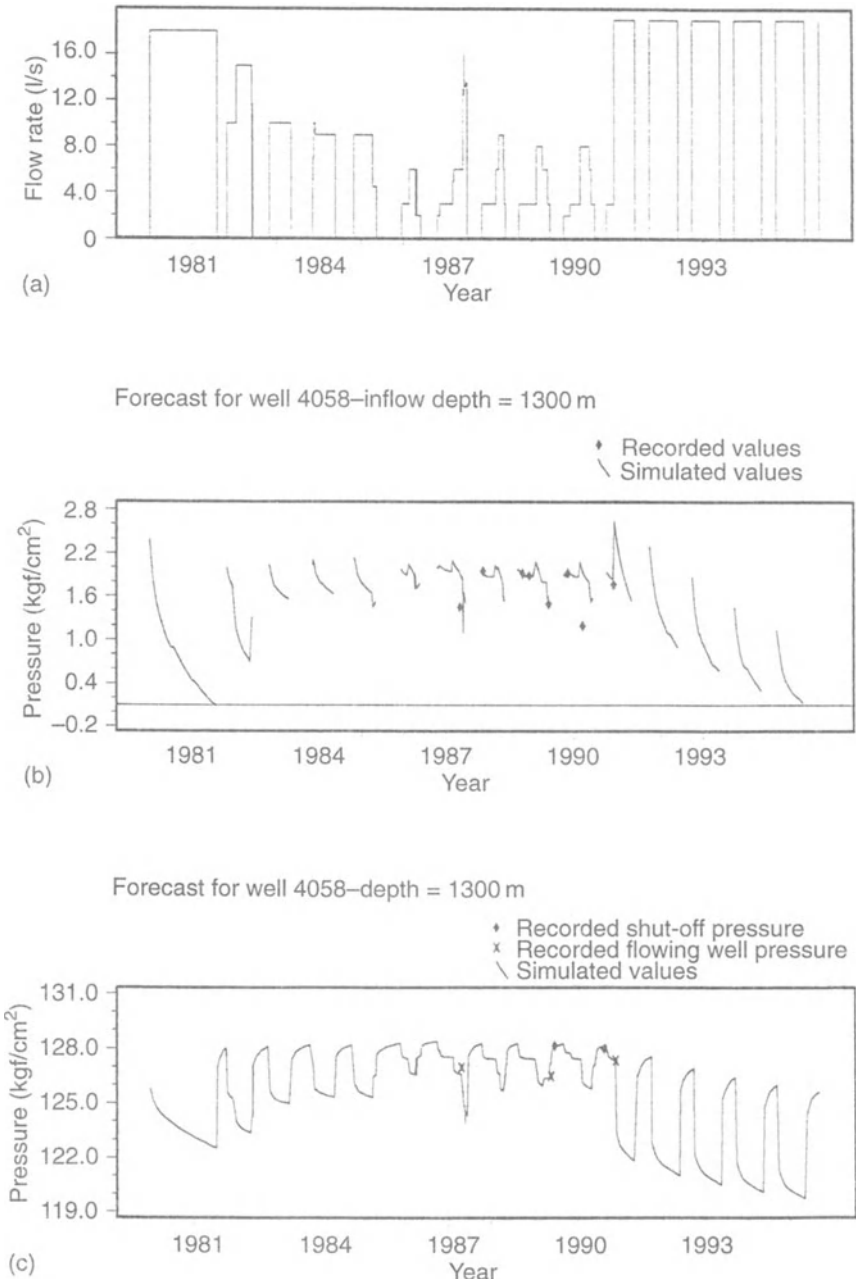 16.0
12.0
8.0
4.0
0
Flow rate (l/s)
1981 1984 1987 1990 1993
Year
(a)
Forecast for well 4058–inflow depth = 1300 m
Recorded values
Simulated values
2.8
2.2
1.6
1.0
0.4
–0.2
Pressure (kgf/cm²)
1981 1984 1987 1990 1993
Year
(b)
Forecast for well 4058–depth = 1300 m
Recorded shut-off pressure
Recorded flowing well pressure
Simulated values
131.0
128.0
125.0
122.0
119.0
Pressure (kgf/cm²)
1981 1984 1987 1990 1993
Year
(c)